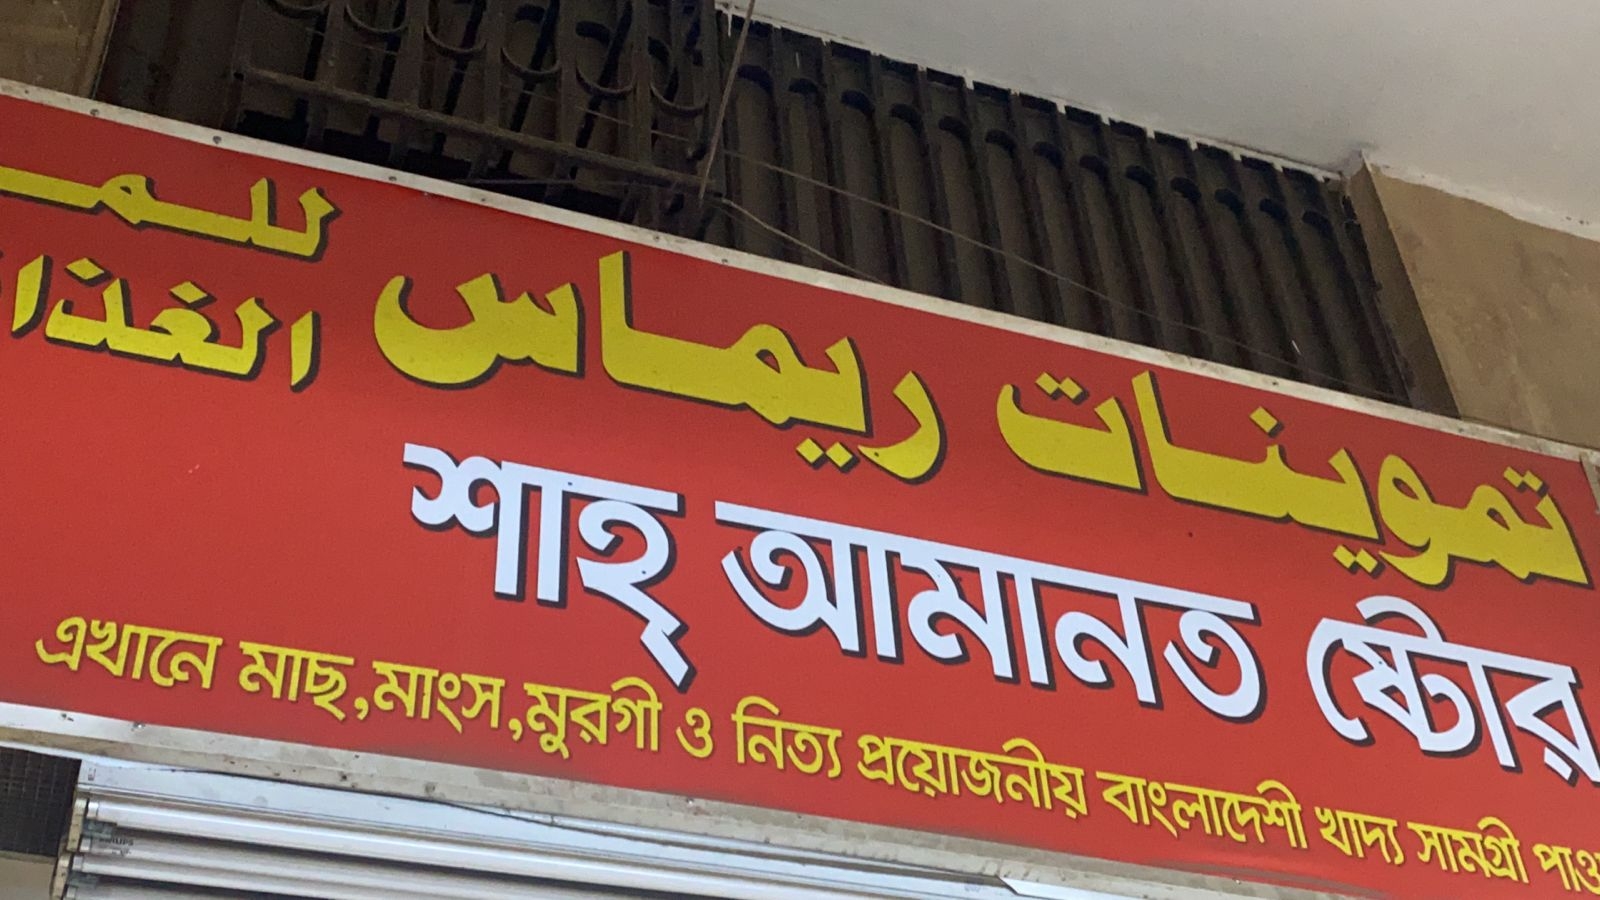 تموينات ريماس
শাহ্ আমানত ষ্টোর
এখানে মাছ,মাংস,মুরগী ও নিত্য প্রয়োজনীয় বাংলাদেশী খাদ্য সামগ্রী